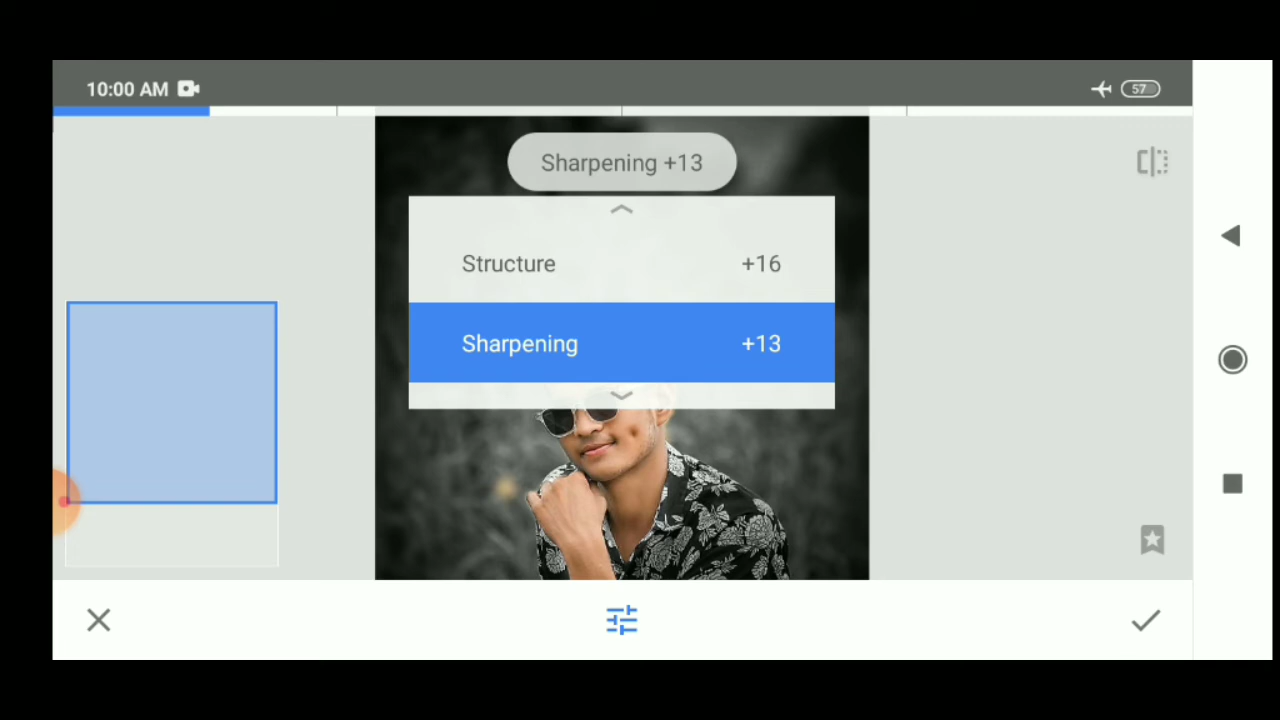 10:00 AM
57
Sharpening +13
Structure +16
Sharpening +13